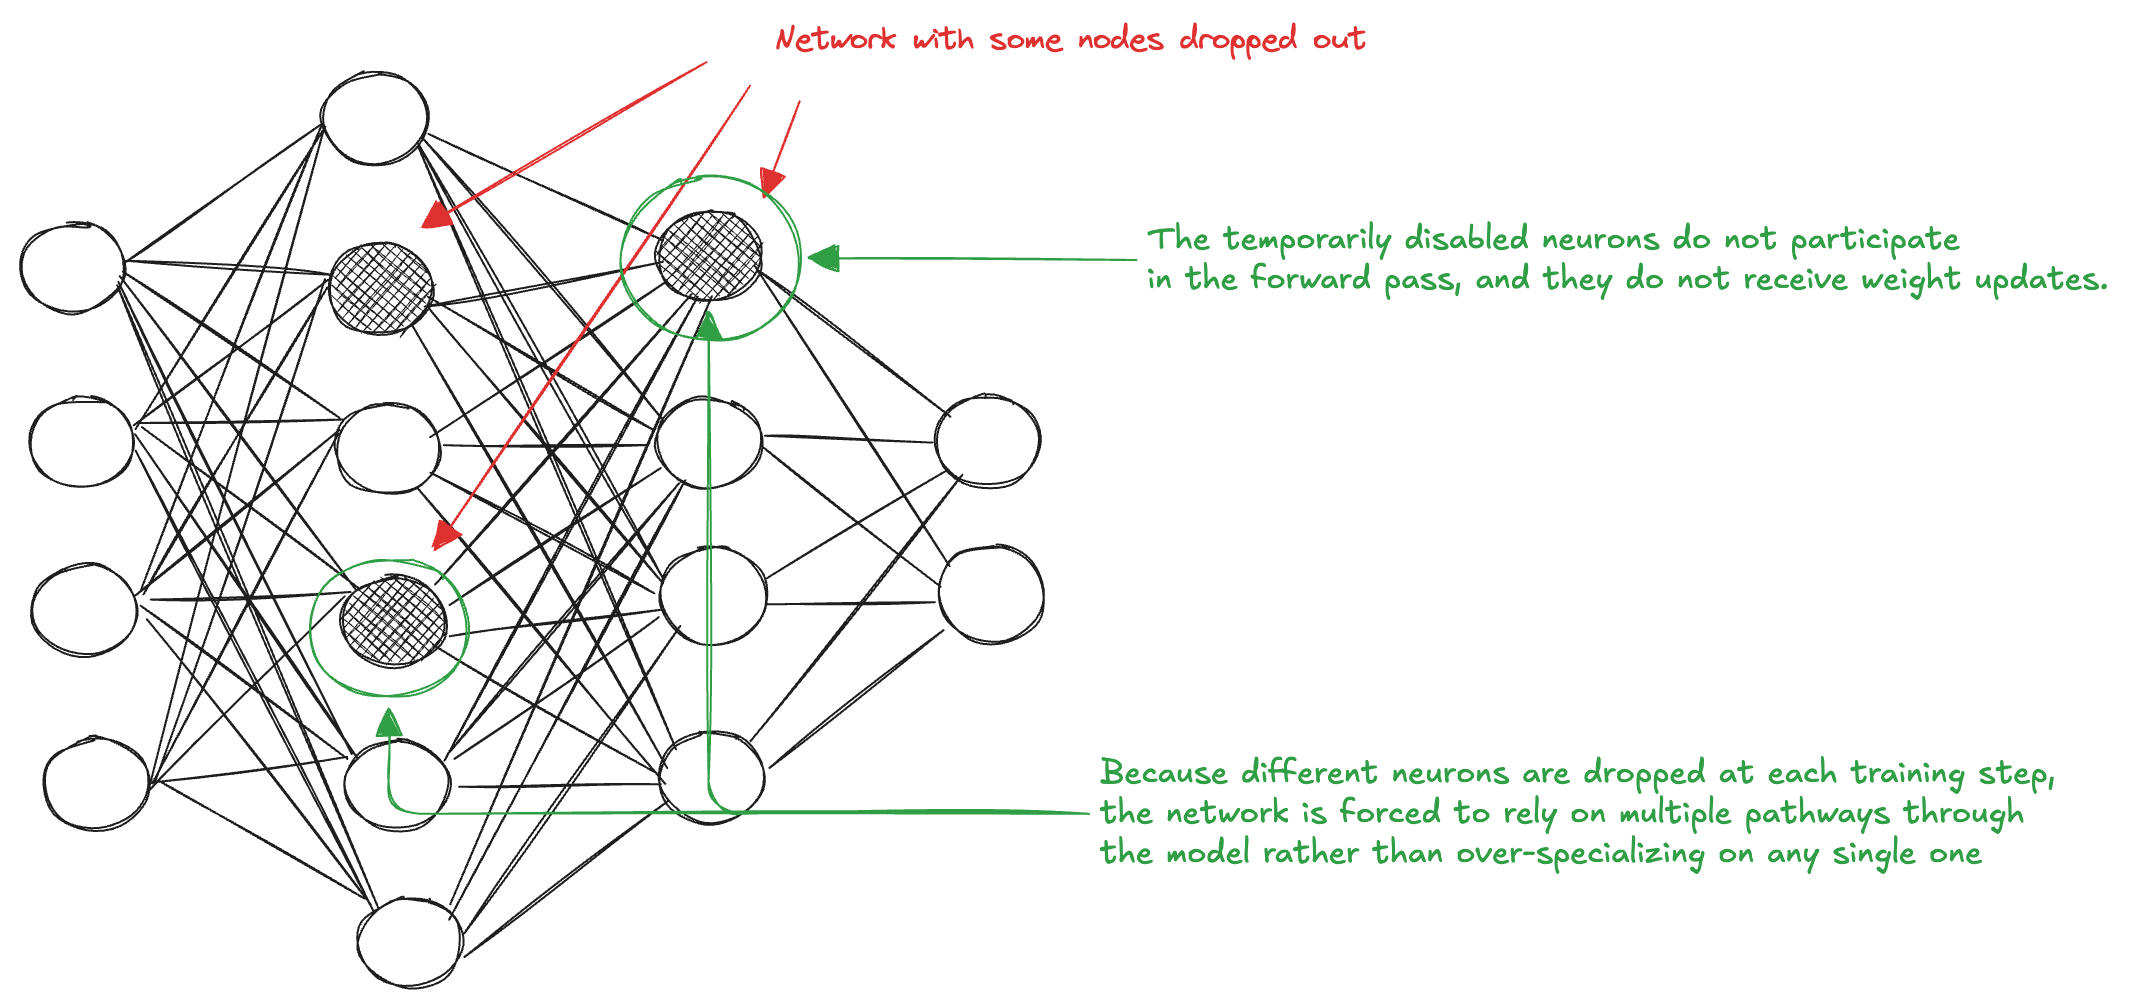 Network with some nodes dropped out
The temporarily disabled neurons do not participate
in the forward pass, and they do not receive weight updates.
Because different neurons are dropped at each training step,
the network is forced to rely on multiple pathways through
the model rather than over-specializing on any single one